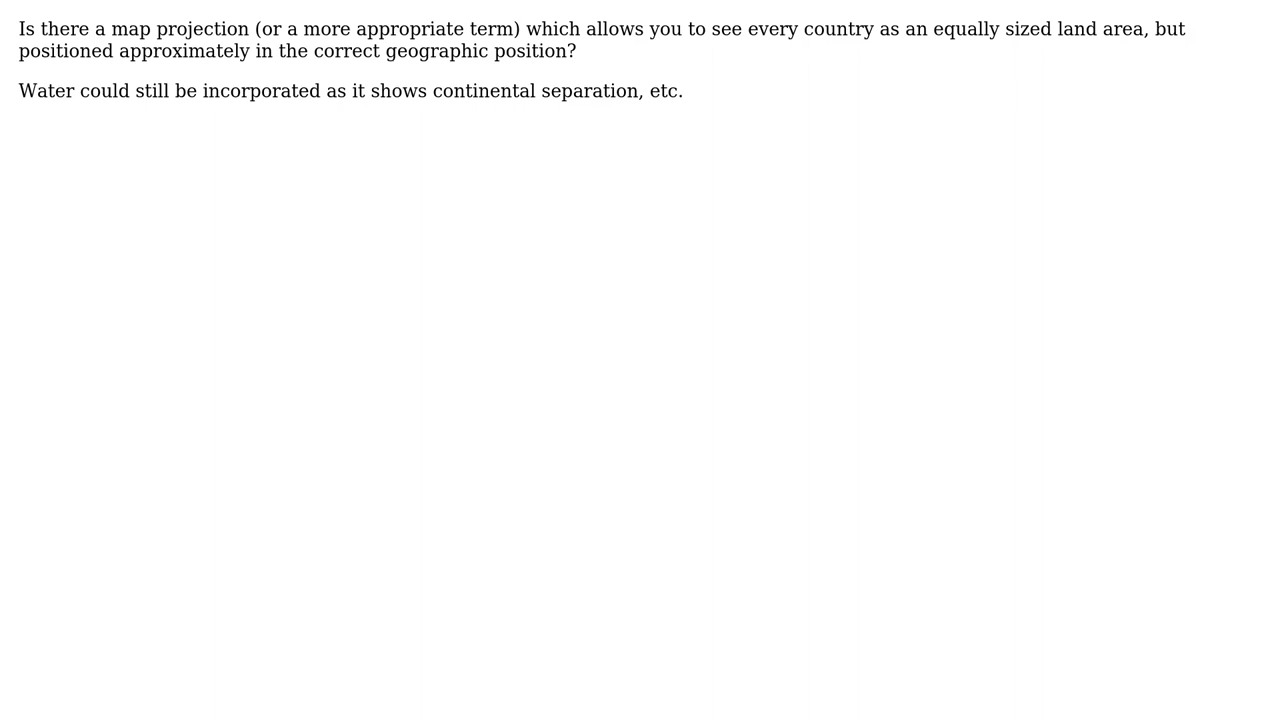 Is there a map projection (or a more appropriate term) which allows you to see every country as an equally sized land area, but
positioned approximately in the correct geographic position?
Water could still be incorporated as it shows continental separation, etc.